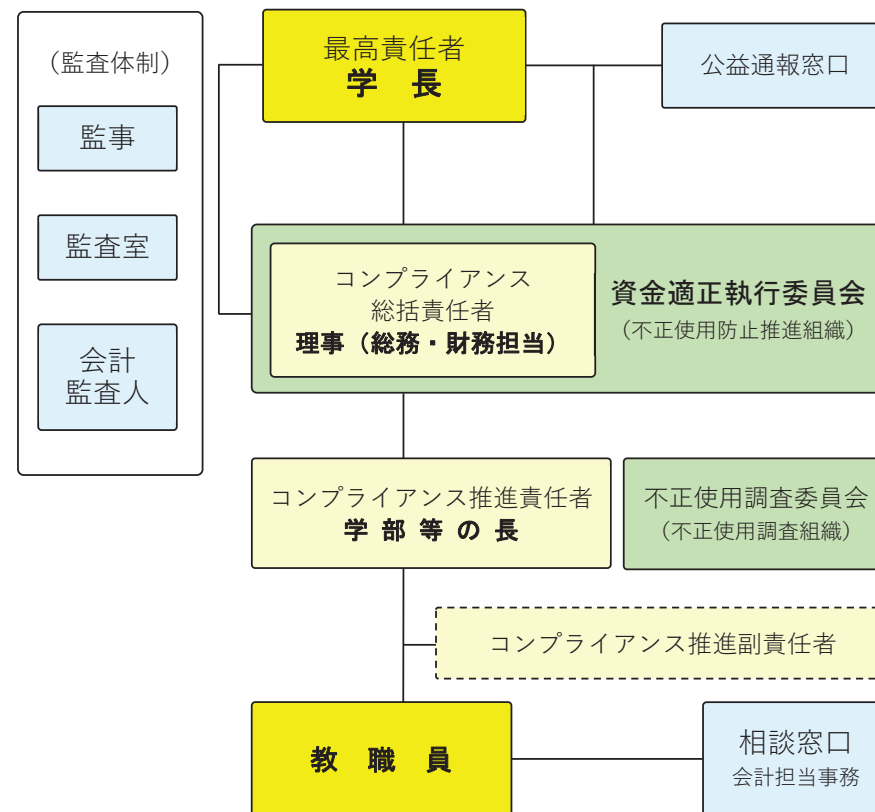 (監査体制)
監事
監査室
会計
監査人
最高責任者
学長
公益通報窓口
コンプライアンス
総括責任者
理事(総務・財務担当)
資金適正執行委員会
(不正使用防止推進組織)
コンプライアンス推進責任者
学部等の長
不正使用調査委員会
(不正使用調査組織)
コンプライアンス推進副責任者
教職員
相談窓口
会計担当事務